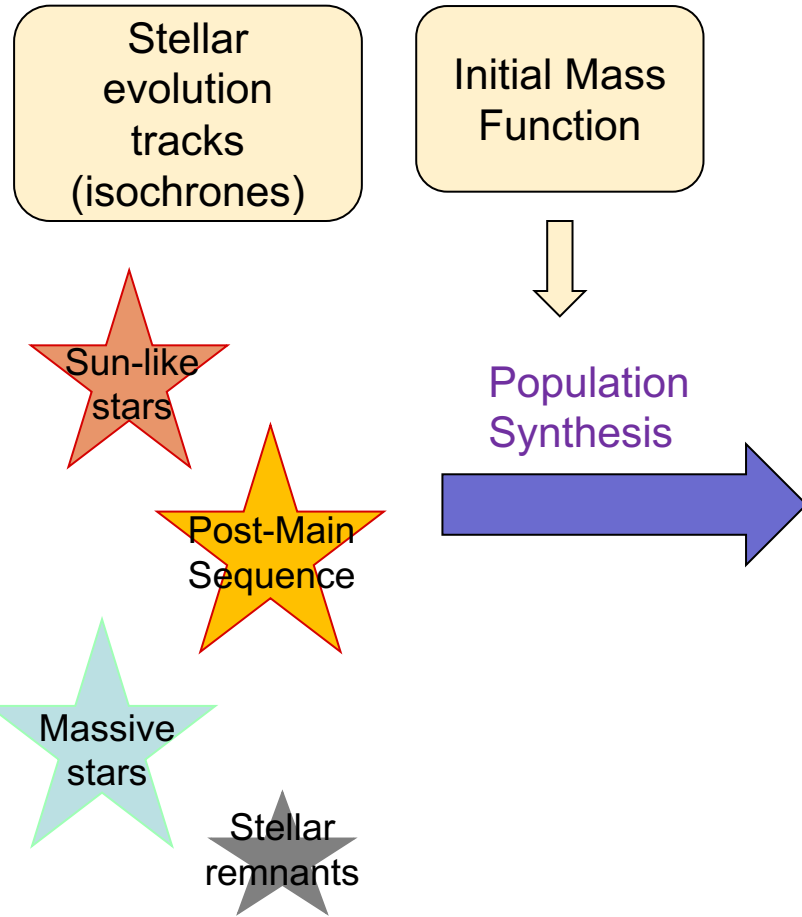 Stellar
evolution
tracks
(isochrones)
Initial Mass
Function
Sun-like
stars
Population
Synthesis
Post-Main
Sequence
Massive
stars
Stellar
remnants